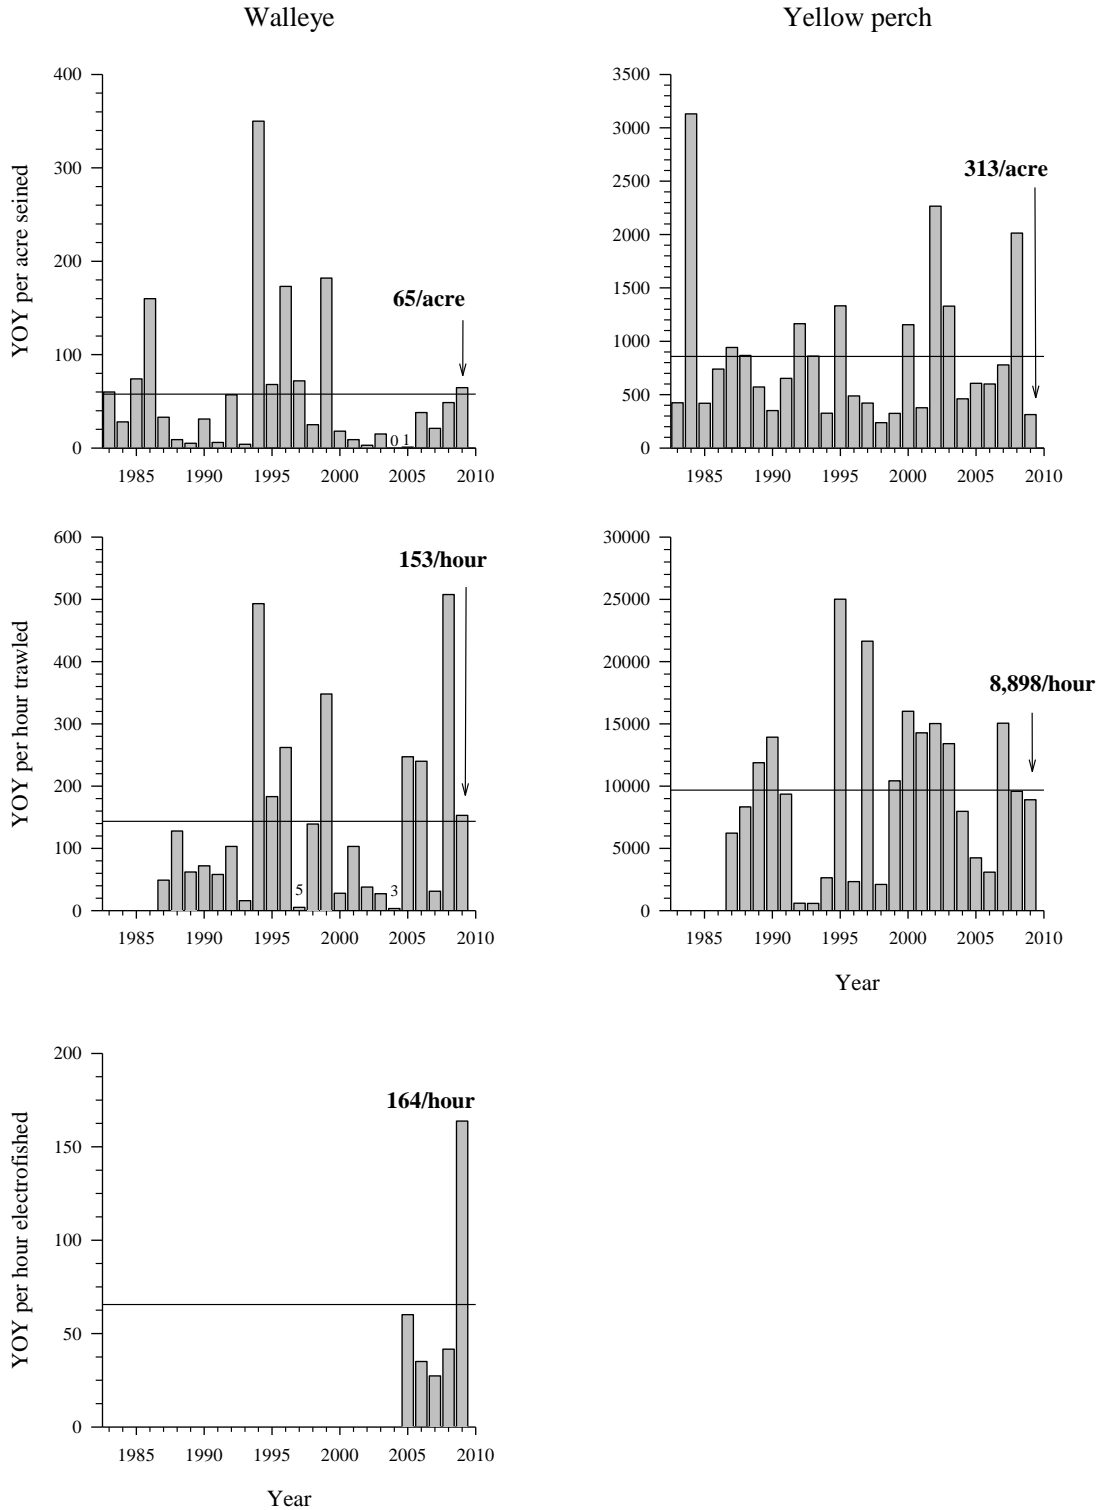 Walleye
Yellow perch
YOY per acre seined
400
300
200
100
0
65/acre
0 1
1985 1990 1995 2000 2005 2010
3500
3000
2500
2000
1500
1000
500
0
313/acre
1985 1990 1995 2000 2005 2010
YOY per hour trawled
600
500
400
300
200
100
0
153/hour
5
3
1985 1990 1995 2000 2005 2010
30000
25000
20000
15000
10000
5000
0
8,898/hour
1985 1990 1995 2000 2005 2010
Year
YOY per hour electrofished
200
150
100
50
0
164/hour
1985 1990 1995 2000 2005 2010
Year